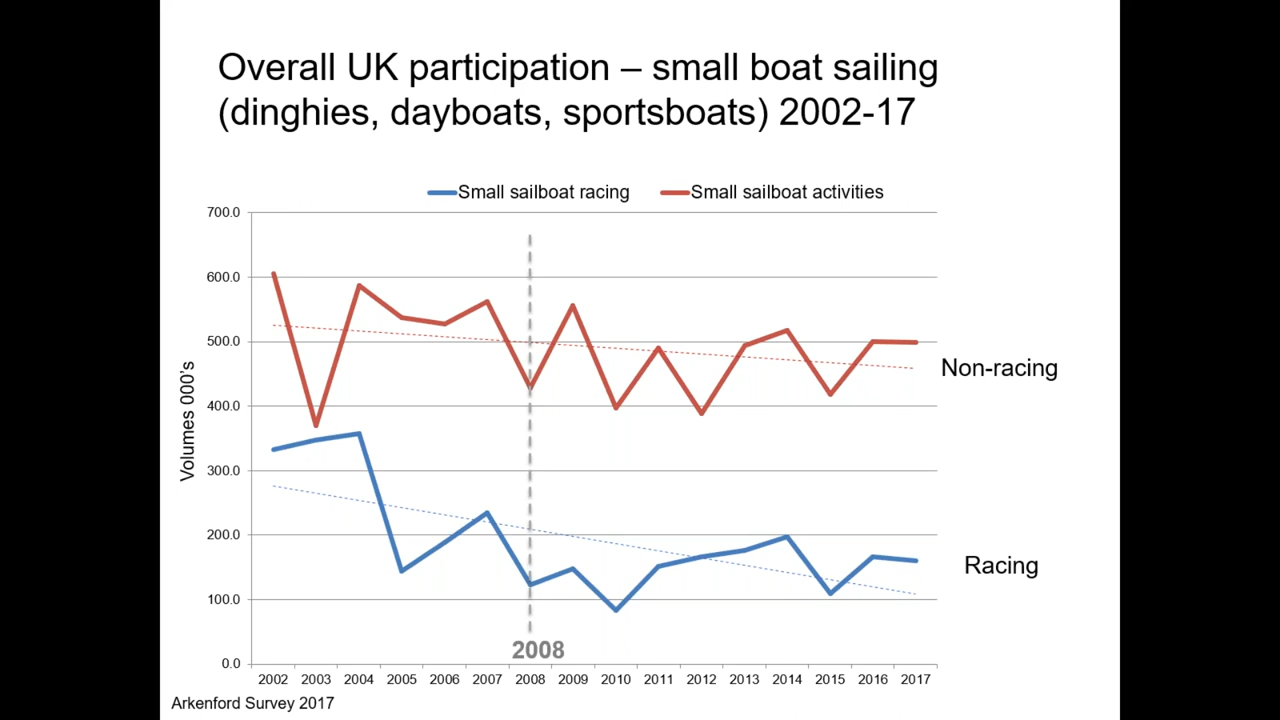 Overall UK participation – small boat sailing
(dinghies, dayboats, sportsboats) 2002-17
Small sailboat racing
Small sailboat activities
700.0
600.0
500.0
400.0
300.0
200.0
100.0
0.0
Volumes 000's
Non-racing
Racing
2008
2002 2003 2004 2005 2006 2007 2008 2009 2010 2011 2012 2013 2014 2015 2016 2017
Arkenford Survey 2017